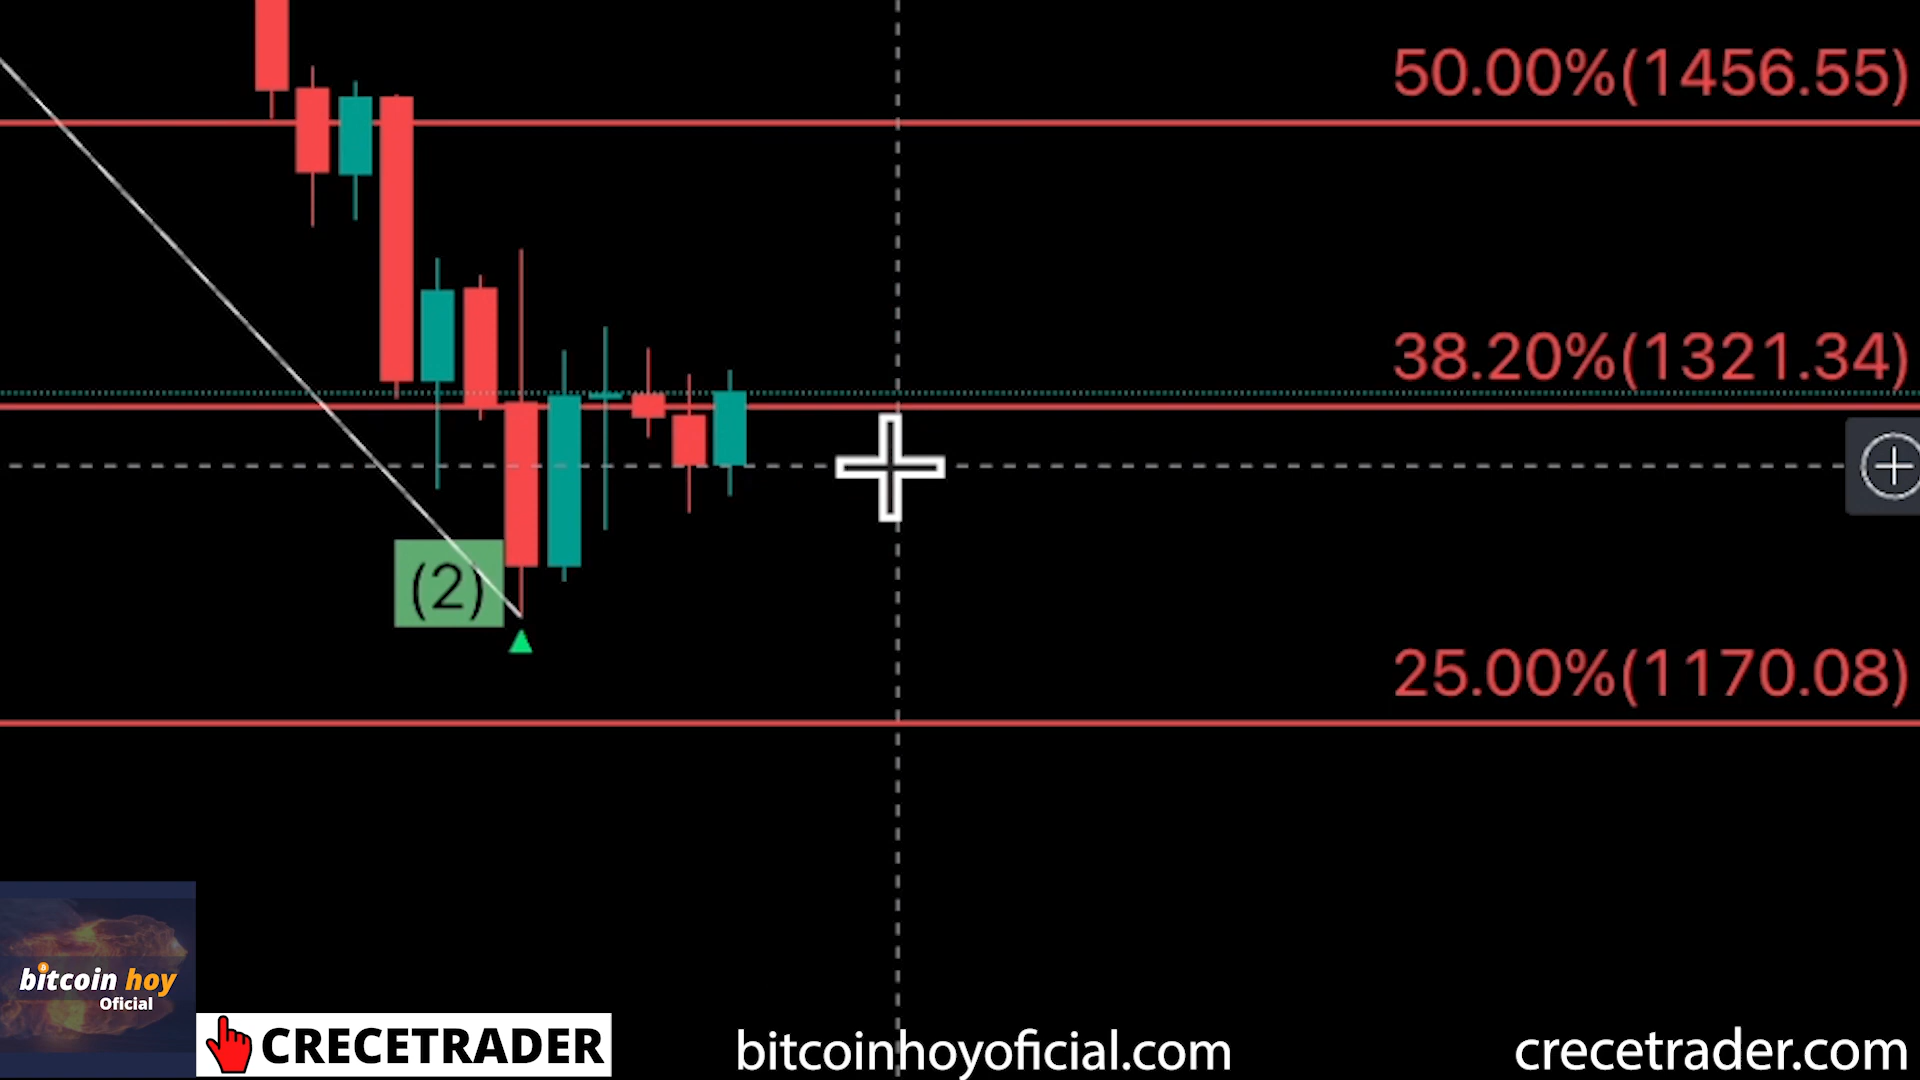 50.00%(1456.55)
38.20%(1321.34)
(2)
25.00%(1170.08)
bitcoin hoy
Oficial
CRECETRADER
bitcoinhoyoficial.com
crecetrader.com